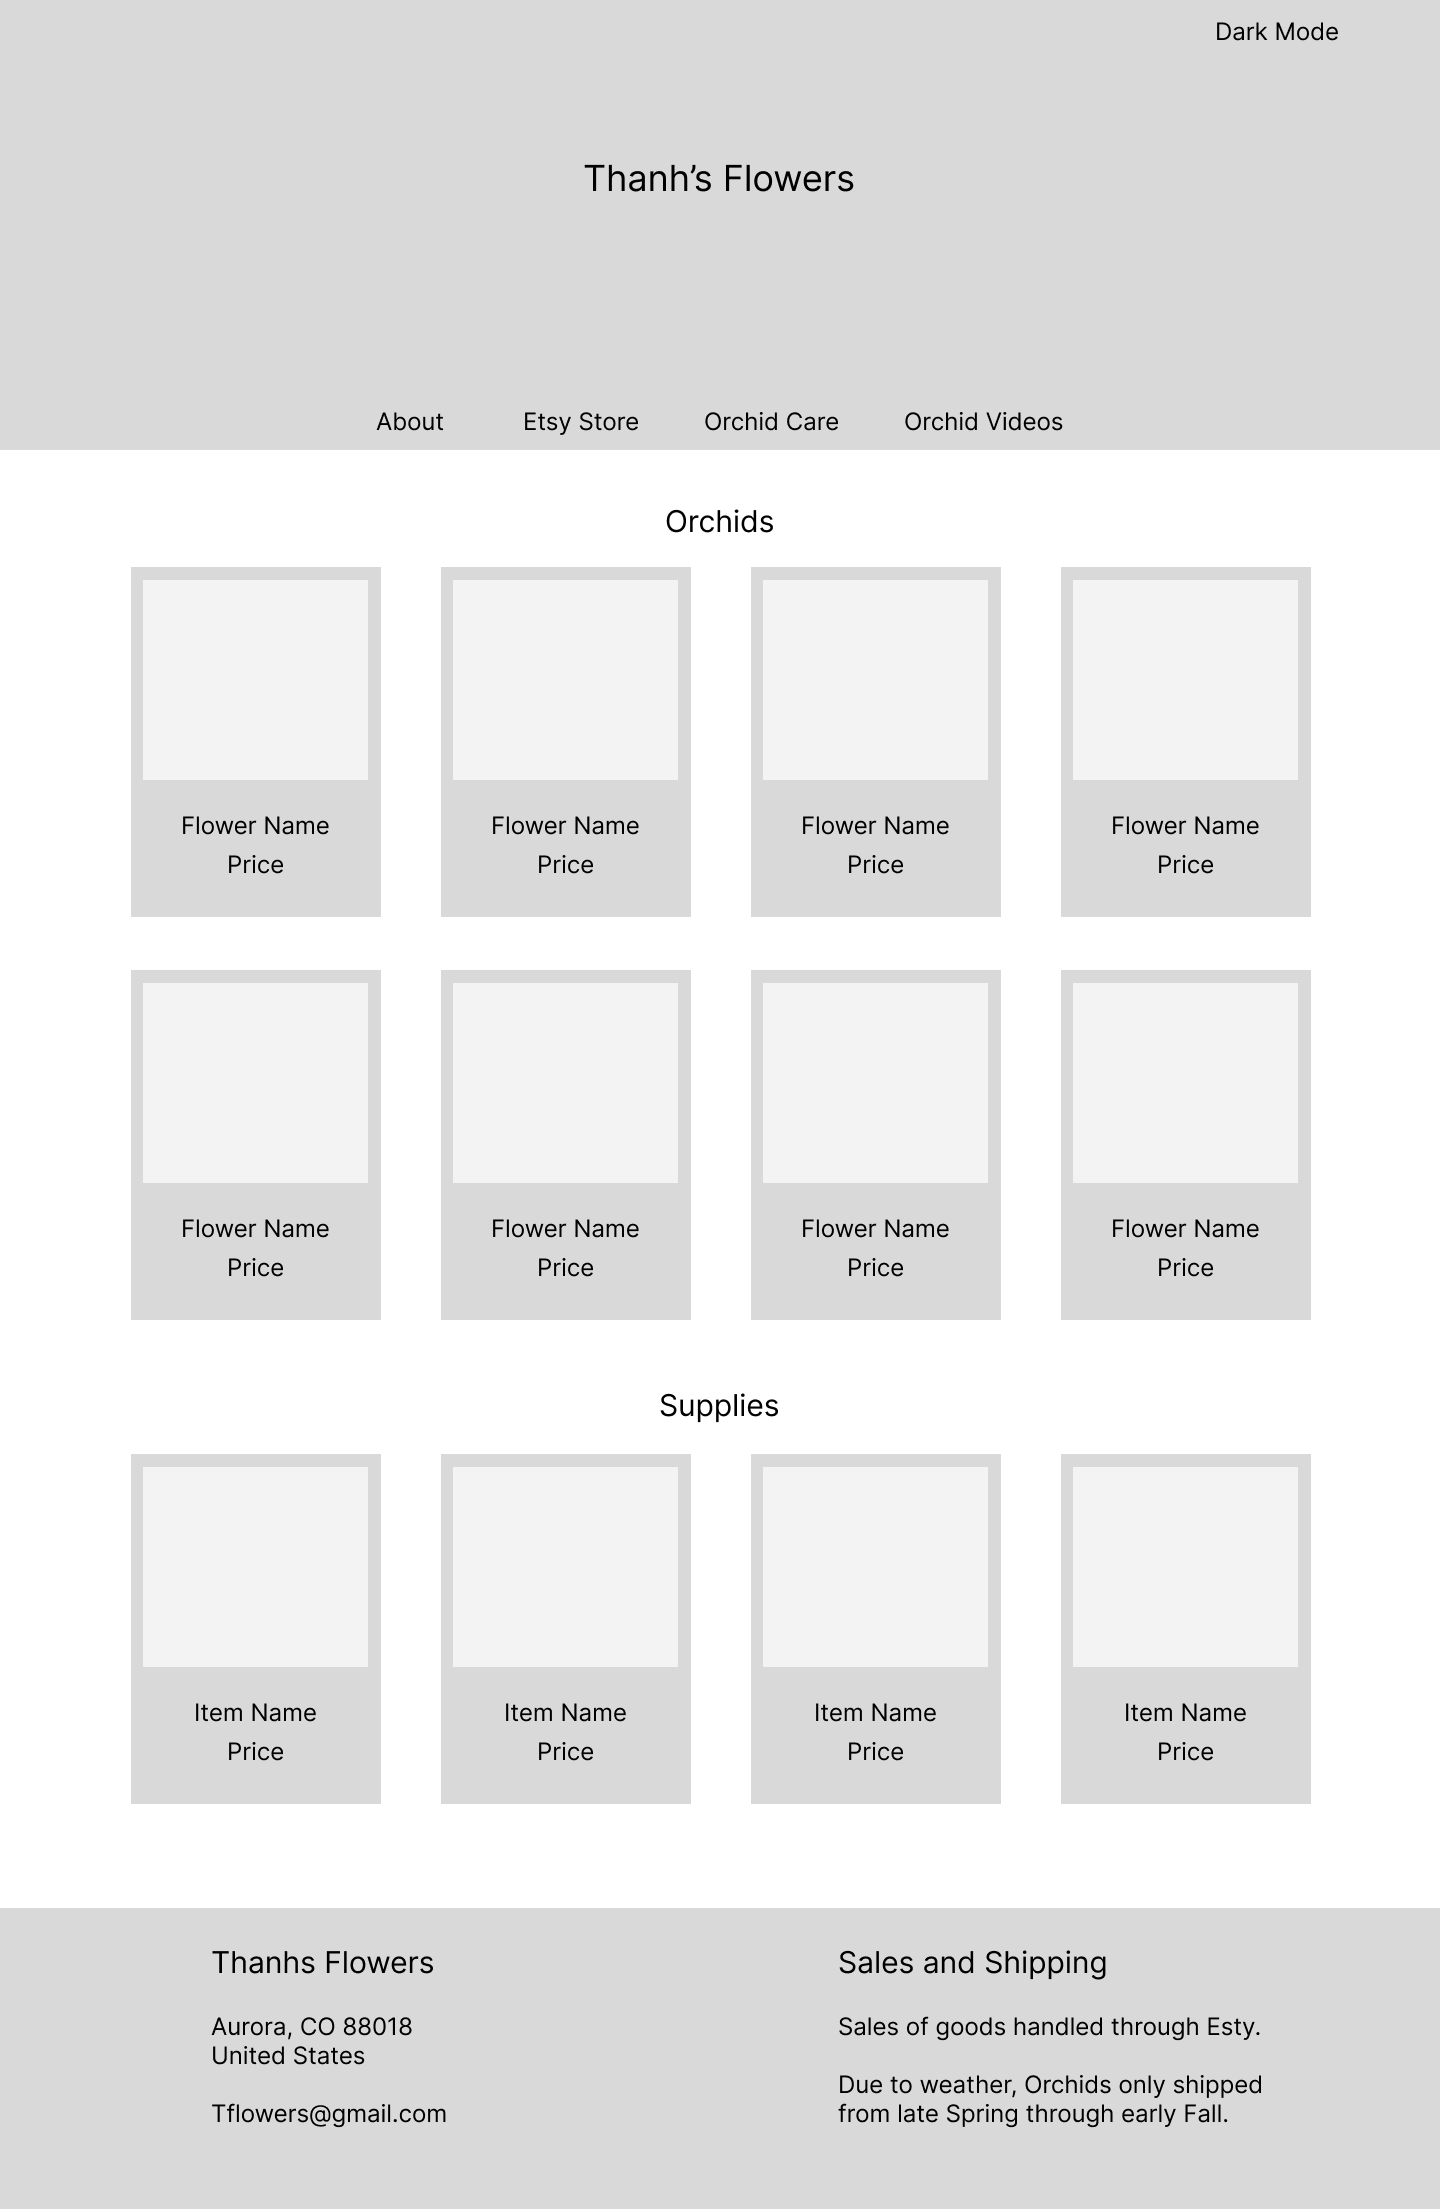 Dark Mode
Thanh’s Flowers
About Etsy Store Orchid Care Orchid Videos
Orchids
Flower Name Flower Name Flower Name Flower Name
Price Price Price Price
Flower Name Flower Name Flower Name Flower Name
Price Price Price Price
Supplies
Item Name Item Name Item Name Item Name
Price Price Price Price
Thanhs Flowers
Aurora, CO 88018
United States
Tflowers@gmail.com
Sales and Shipping
Sales of goods handled through Esty.
Due to weather, Orchids only shipped
from late Spring through early Fall.